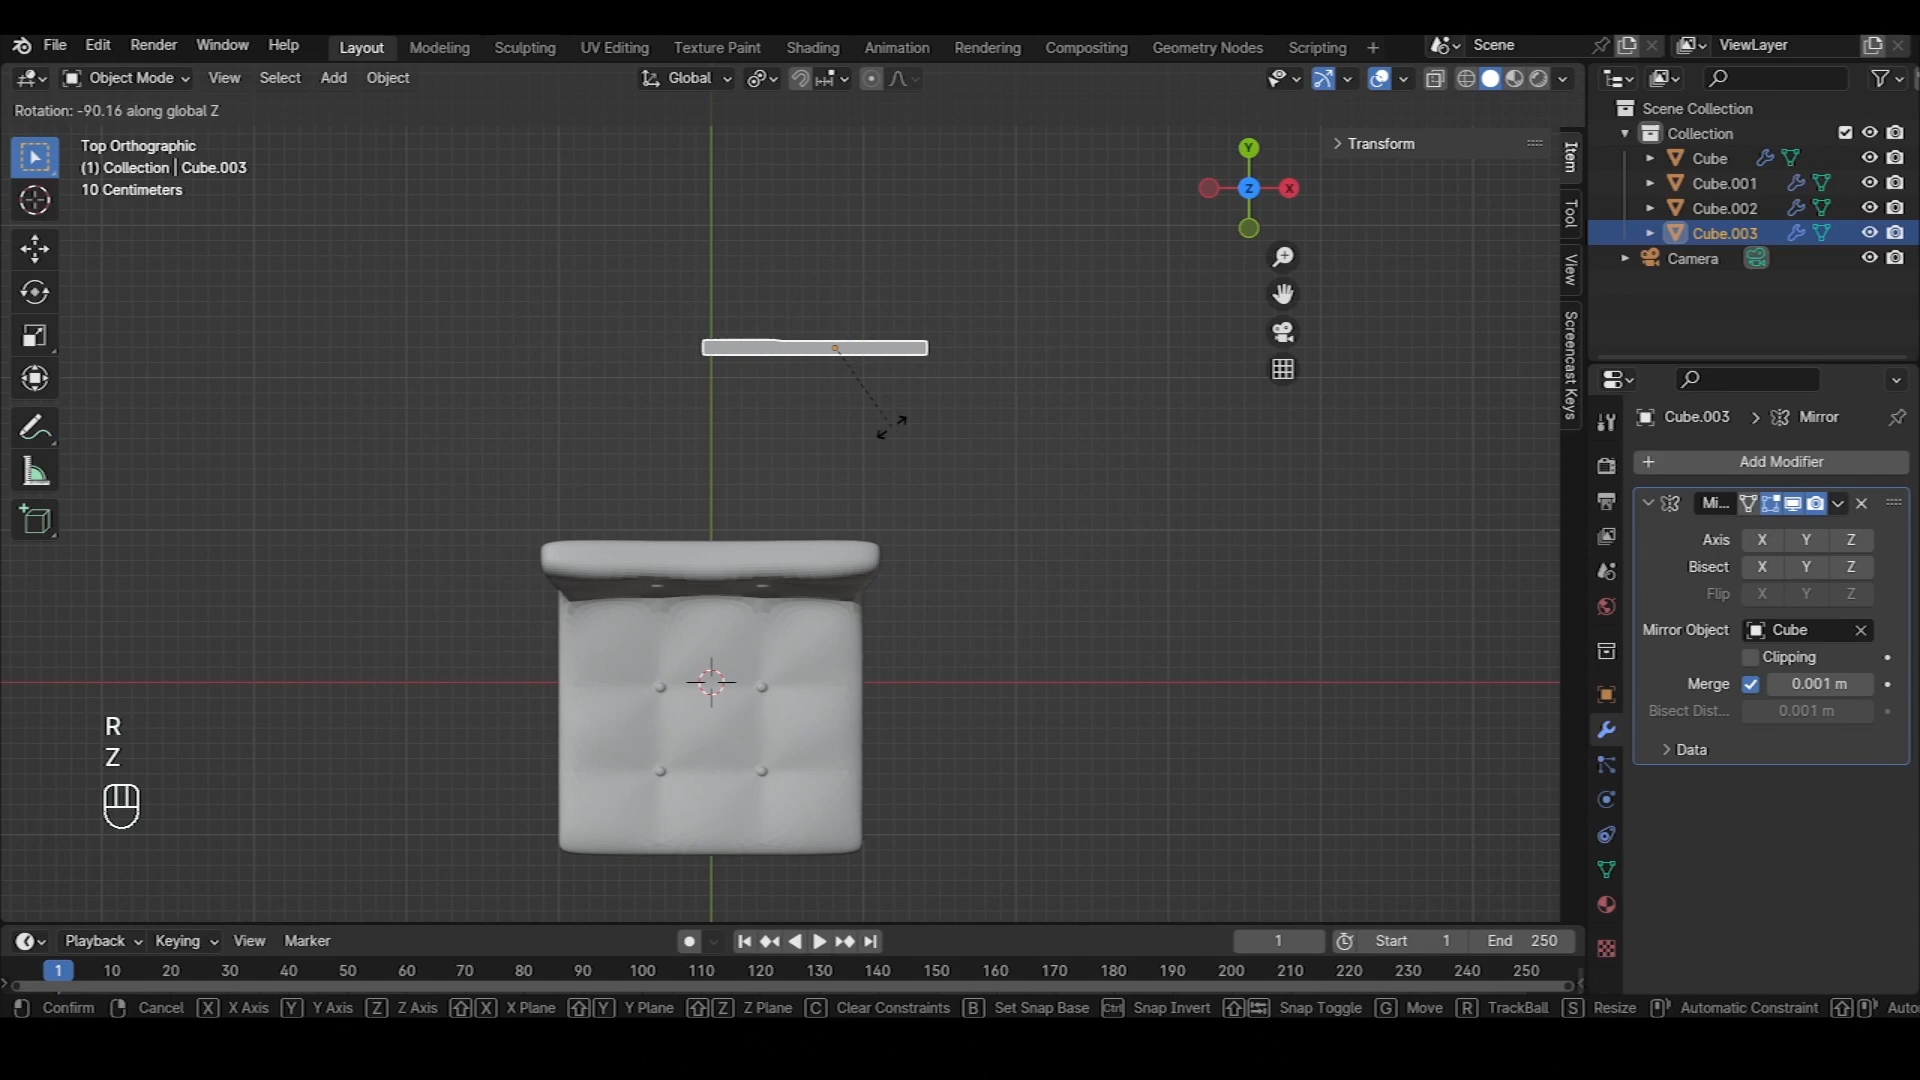 File Edit Render Window Help Layout Modeling Sculpting UV Editing Texture Paint Shading Animation Rendering Compositing Geometry Nodes Scripting + Scene ViewLayer
Object Mode View Select Add Object Global
Rotation: -90.16 along global Z
Top Orthographic
(1) Collection | Cube.003
10 Centimeters
Y
X
Z
Transform
Item
Tool
View
Screencast Keys
Scene Collection
Collection
Cube
Cube.001
Cube.002
Cube.003
Camera
Cube.003 > Mirror
+ Add Modifier
Mi...
Axis X Y Z
Bisect X Y Z
Flip X Y Z
Mirror Object Cube
Clipping
Merge 0.001 m
Bisect Dist... 0.001 m
Data
R
Z
Playback Keying View Marker 1 Start 1 End 250
1 10 20 30 40 50 60 70 80 90 100 110 120 130 140 150 160 170 180 190 200 210 220 230 240 250
Confirm Cancel X X Axis Y Y Axis Z Z Axis X X Plane Y Y Plane Z Z Plane C Clear Constraints B Set Snap Base Ctrl Snap Invert Snap Toggle G Move R TrackBall S Resize Automatic Constraint Auto